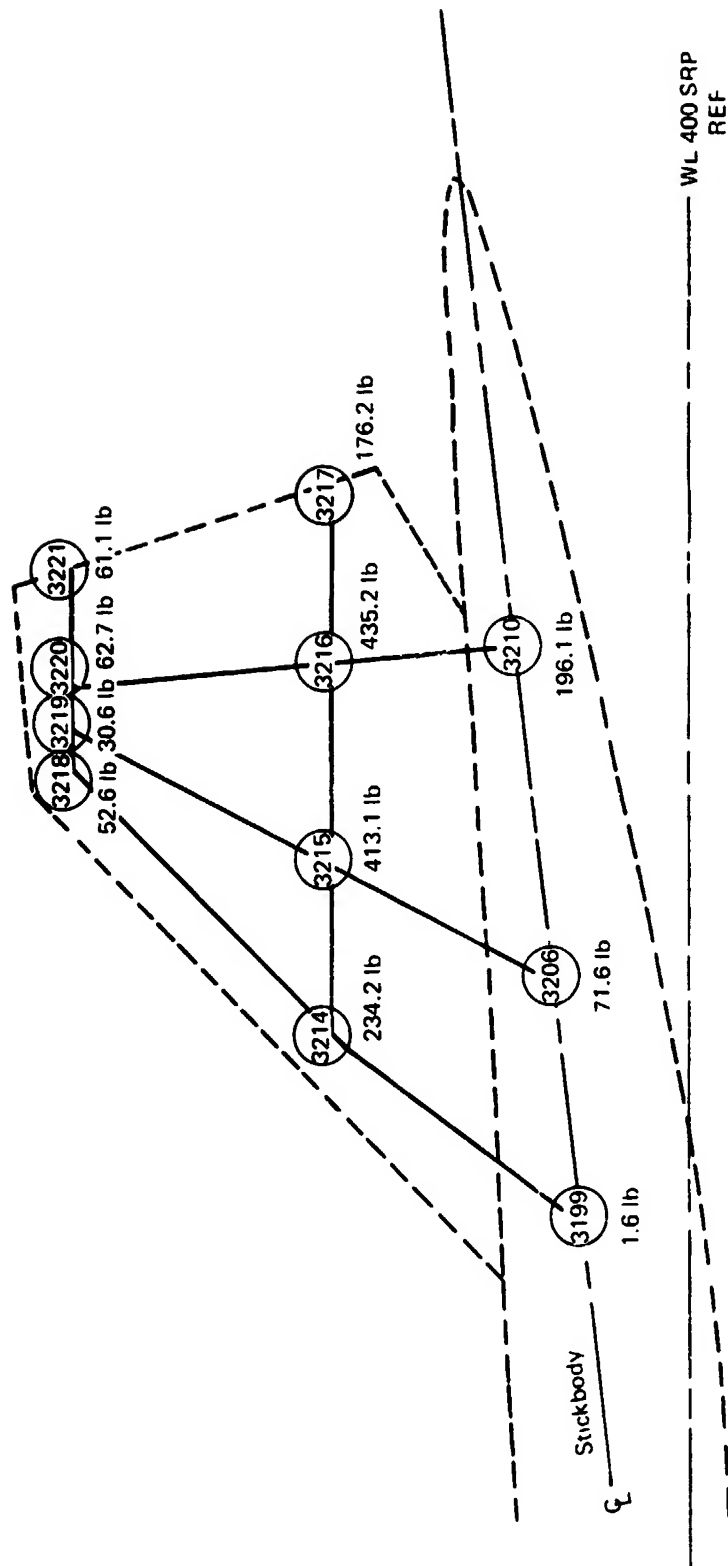 3218
3219
3220
3221
52.6 lb
30.6 lb
62.7 lb
61.1 lb
3214
3215
3216
3217
234.2 lb
413.1 lb
435.2 lb
176.2 lb
3199
3206
3210
1.6 lb
71.6 lb
196.1 lb
Stickbody
℄
WL 400 SRP
REF